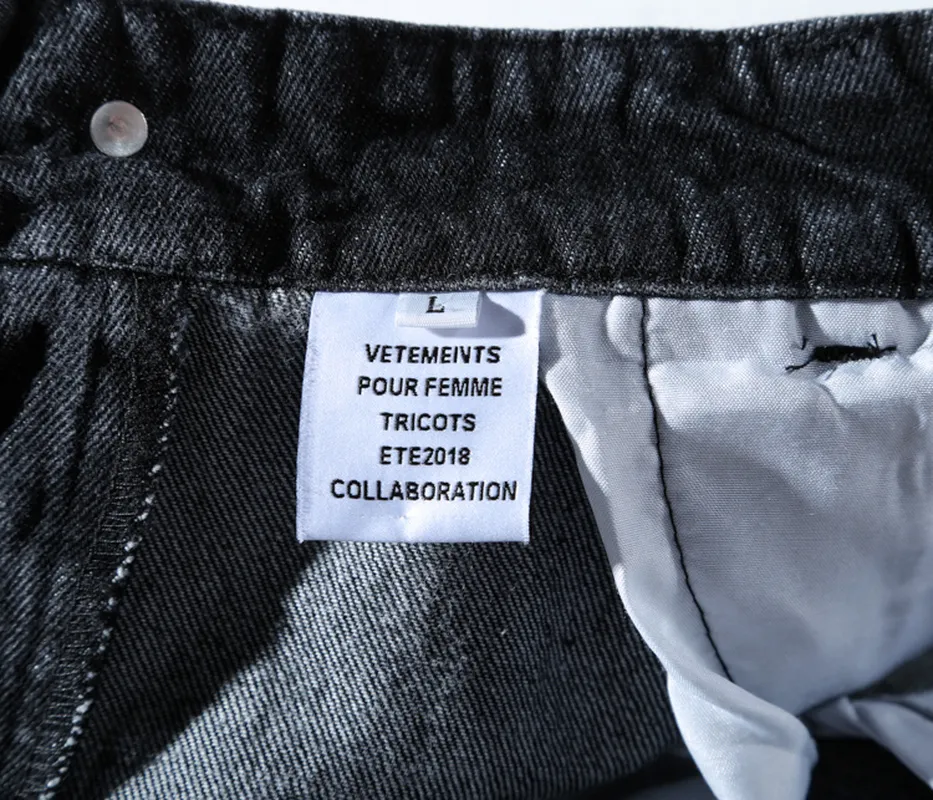 L
VETEMEINTS
POUR FEMME
TRICOTS
ETE2018
COLLABORATION